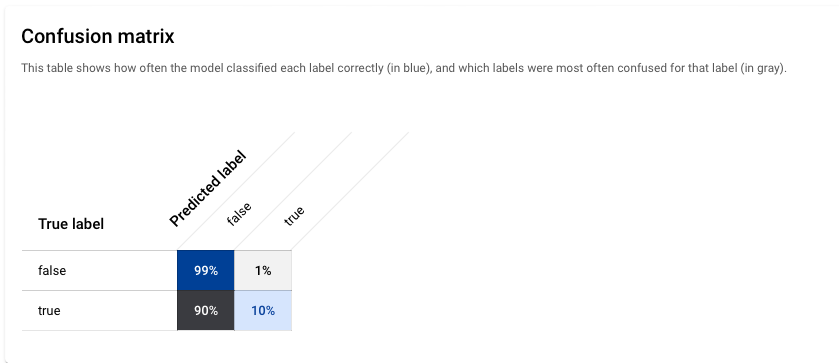 Confusion matrix
This table shows how often the model classified each label correctly (in blue), and which labels were most often confused for that label (in gray).
Predicted label
True label
false
true
false
99%
1%
true
90%
10%